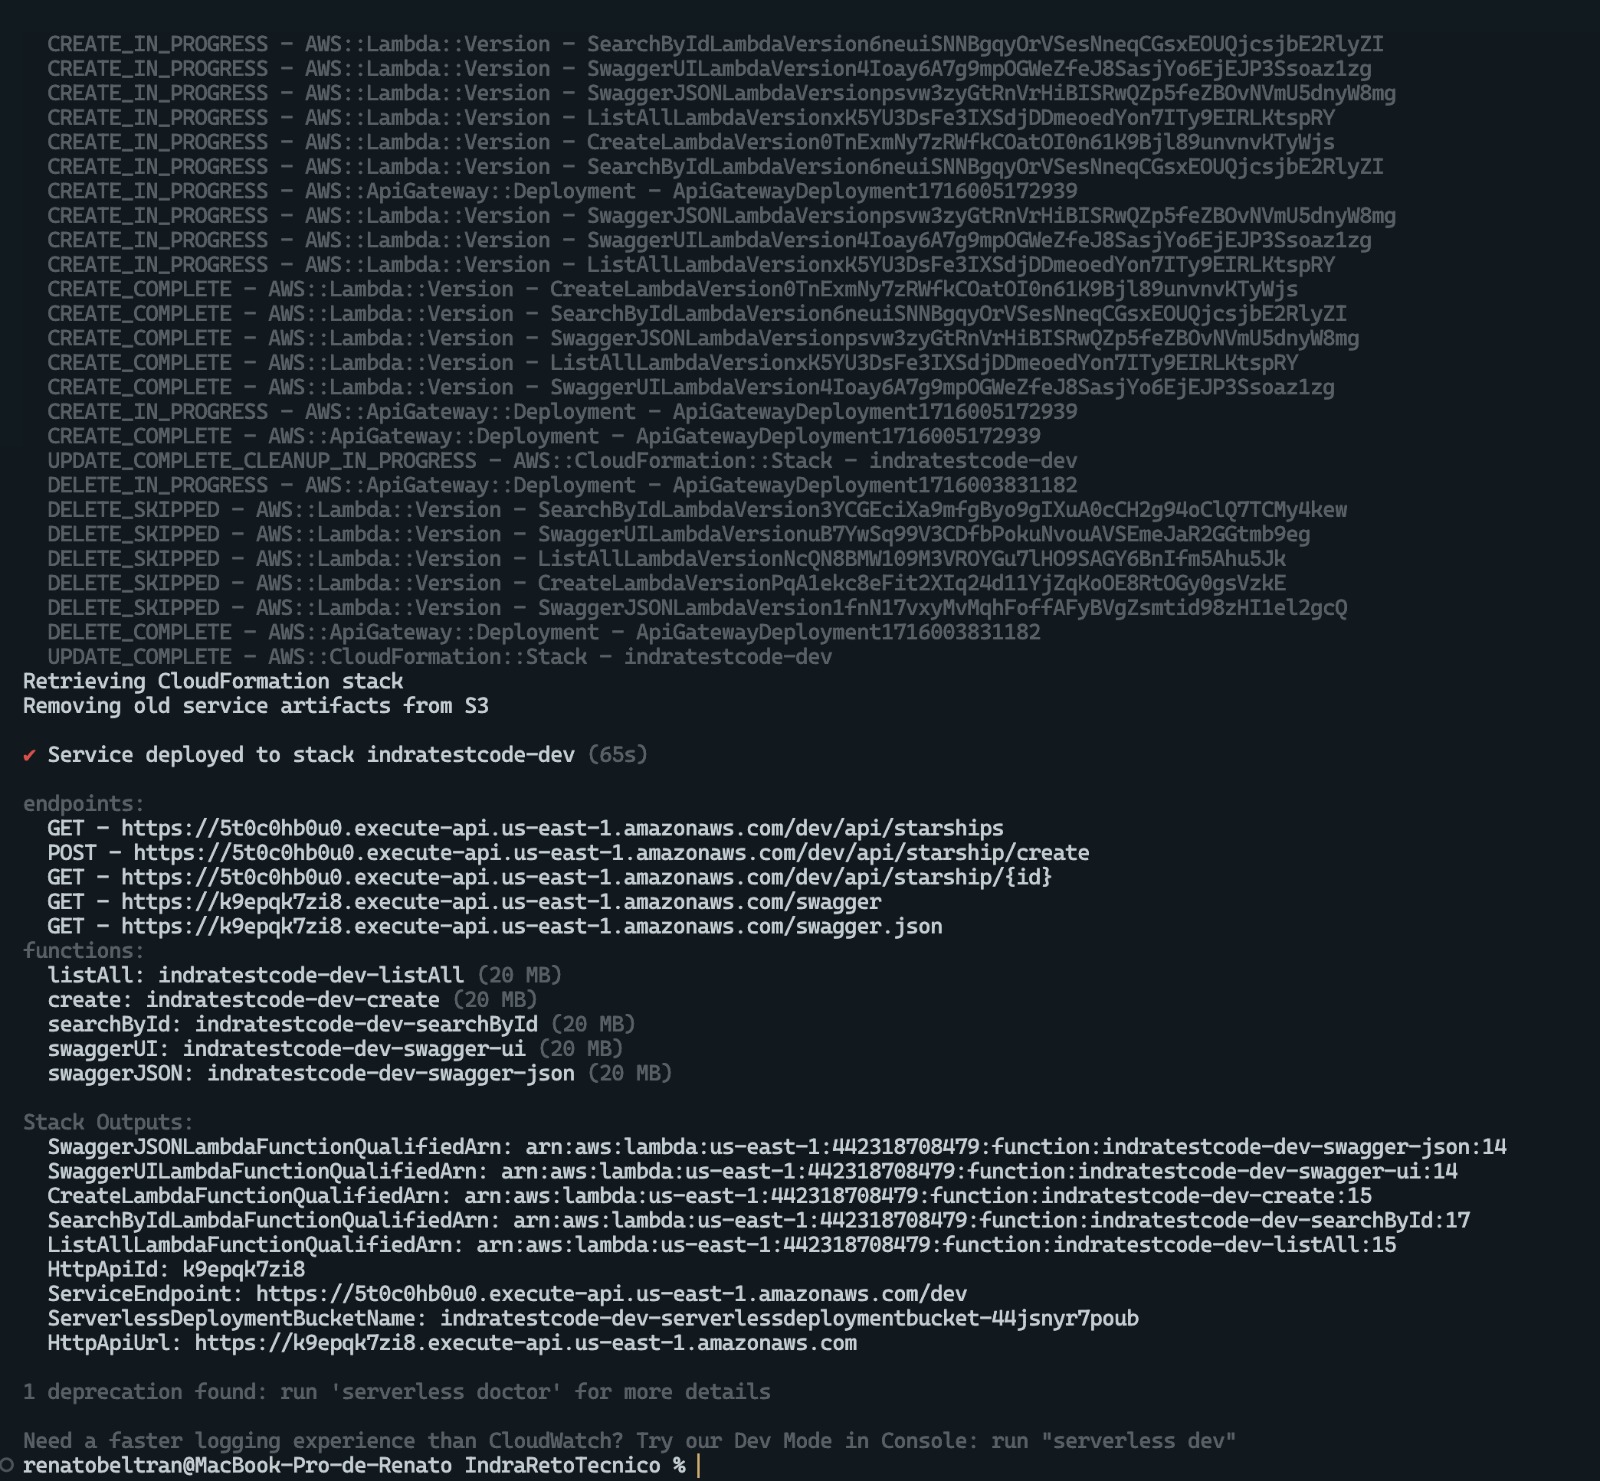 CREATE_IN_PROGRESS - AWS::Lambda::Version - SearchByIdLambdaVersion6neuiSNNBgqyOrVSesNneqCGsxEOUQjcsjbE2RlyZI
CREATE_IN_PROGRESS - AWS::Lambda::Version - SwaggerUILambdaVersion4Ioay6A7g9mpOGWeZfeJ8SasjYo6EjEJP3Ssoaz1zg
CREATE_IN_PROGRESS - AWS::Lambda::Version - SwaggerJSONLambdaVersionpsvw3zyGtRnVrHiBISRwQZp5feZBOvNVmU5dnyW8mg
CREATE_IN_PROGRESS - AWS::Lambda::Version - ListAllLambdaVersionxK5YU3DsFe3IXSdjDDmeoedYon7ITy9EIRLKtspRY
CREATE_IN_PROGRESS - AWS::Lambda::Version - CreateLambdaVersion0TnExmNy7zRWfkCOatOI0n61K9Bjl89unvnvKTyWjs
CREATE_IN_PROGRESS - AWS::Lambda::Version - SearchByIdLambdaVersion6neuiSNNBgqyOrVSesNneqCGsxEOUQjcsjbE2RlyZI
CREATE_IN_PROGRESS - AWS::ApiGateway::Deployment - ApiGatewayDeployment1716005172939
CREATE_IN_PROGRESS - AWS::Lambda::Version - SwaggerJSONLambdaVersionpsvw3zyGtRnVrHiBISRwQZp5feZBOvNVmU5dnyW8mg
CREATE_IN_PROGRESS - AWS::Lambda::Version - SwaggerUILambdaVersion4Ioay6A7g9mpOGWeZfeJ8SasjYo6EjEJP3Ssoaz1zg
CREATE_IN_PROGRESS - AWS::Lambda::Version - ListAllLambdaVersionxK5YU3DsFe3IXSdjDDmeoedYon7ITy9EIRLKtspRY
CREATE_COMPLETE - AWS::Lambda::Version - CreateLambdaVersion0TnExmNy7zRWfkCOatOI0n61K9Bjl89unvnvKTyWjs
CREATE_COMPLETE - AWS::Lambda::Version - SearchByIdLambdaVersion6neuiSNNBgqyOrVSesNneqCGsxEOUQjcsjbE2RlyZI
CREATE_COMPLETE - AWS::Lambda::Version - SwaggerJSONLambdaVersionpsvw3zyGtRnVrHiBISRwQZp5feZBOvNVmU5dnyW8mg
CREATE_COMPLETE - AWS::Lambda::Version - ListAllLambdaVersionxK5YU3DsFe3IXSdjDDmeoedYon7ITy9EIRLKtspRY
CREATE_COMPLETE - AWS::Lambda::Version - SwaggerUILambdaVersion4Ioay6A7g9mpOGWeZfeJ8SasjYo6EjEJP3Ssoaz1zg
CREATE_IN_PROGRESS - AWS::ApiGateway::Deployment - ApiGatewayDeployment1716005172939
CREATE_COMPLETE - AWS::ApiGateway::Deployment - ApiGatewayDeployment1716005172939
UPDATE_COMPLETE_CLEANUP_IN_PROGRESS - AWS::CloudFormation::Stack - indratestcode-dev
DELETE_IN_PROGRESS - AWS::ApiGateway::Deployment - ApiGatewayDeployment1716003831182
DELETE_SKIPPED - AWS::Lambda::Version - SearchByIdLambdaVersion3YCGEciXa9mfgByo9gIXuA0cCH2g94oClQ7TCMy4kew
DELETE_SKIPPED - AWS::Lambda::Version - SwaggerUILambdaVersionuB7YwSq99V3CDfbPokuNvouAVSEmeJaR2GGtmb9eg
DELETE_SKIPPED - AWS::Lambda::Version - ListAllLambdaVersionNcQN8BMW109M3VROYGu7lHO9SAGY6BnIfm5Ahu5Jk
DELETE_SKIPPED - AWS::Lambda::Version - CreateLambdaVersionPqA1ekc8eFit2XIq24d11YjZqKoOE8RtOGy0gsVzkE
DELETE_SKIPPED - AWS::Lambda::Version - SwaggerJSONLambdaVersion1fnN17vxyMvMqhFoffAFyBVgZsmtid98zHI1el2gcQ
DELETE_COMPLETE - AWS::ApiGateway::Deployment - ApiGatewayDeployment1716003831182
UPDATE_COMPLETE - AWS::CloudFormation::Stack - indratestcode-dev
Retrieving CloudFormation stack
Removing old service artifacts from S3
✔ Service deployed to stack indratestcode-dev (65s)
endpoints:
GET - https://5t0c0hb0u0.execute-api.us-east-1.amazonaws.com/dev/api/starships
POST - https://5t0c0hb0u0.execute-api.us-east-1.amazonaws.com/dev/api/starship/create
GET - https://5t0c0hb0u0.execute-api.us-east-1.amazonaws.com/dev/api/starship/{id}
GET - https://k9epqk7zi8.execute-api.us-east-1.amazonaws.com/swagger
GET - https://k9epqk7zi8.execute-api.us-east-1.amazonaws.com/swagger.json
functions:
listAll: indratestcode-dev-listAll (20 MB)
create: indratestcode-dev-create (20 MB)
searchById: indratestcode-dev-searchById (20 MB)
swaggerUI: indratestcode-dev-swagger-ui (20 MB)
swaggerJSON: indratestcode-dev-swagger-json (20 MB)
Stack Outputs:
SwaggerJSONLambdaFunctionQualifiedArn: arn:aws:lambda:us-east-1:442318708479:function:indratestcode-dev-swagger-json:14
SwaggerUILambdaFunctionQualifiedArn: arn:aws:lambda:us-east-1:442318708479:function:indratestcode-dev-swagger-ui:14
CreateLambdaFunctionQualifiedArn: arn:aws:lambda:us-east-1:442318708479:function:indratestcode-dev-create:15
SearchByIdLambdaFunctionQualifiedArn: arn:aws:lambda:us-east-1:442318708479:function:indratestcode-dev-searchById:17
ListAllLambdaFunctionQualifiedArn: arn:aws:lambda:us-east-1:442318708479:function:indratestcode-dev-listAll:15
HttpApiId: k9epqk7zi8
ServiceEndpoint: https://5t0c0hb0u0.execute-api.us-east-1.amazonaws.com/dev
ServerlessDeploymentBucketName: indratestcode-dev-serverlessdeploymentbucket-44jsnyr7poub
HttpApiUrl: https://k9epqk7zi8.execute-api.us-east-1.amazonaws.com
1 deprecation found: run 'serverless doctor' for more details
Need a faster logging experience than CloudWatch? Try our Dev Mode in Console: run "serverless dev"
renatobeltran@MacBook-Pro-de-Renato IndraRetoTecnico %